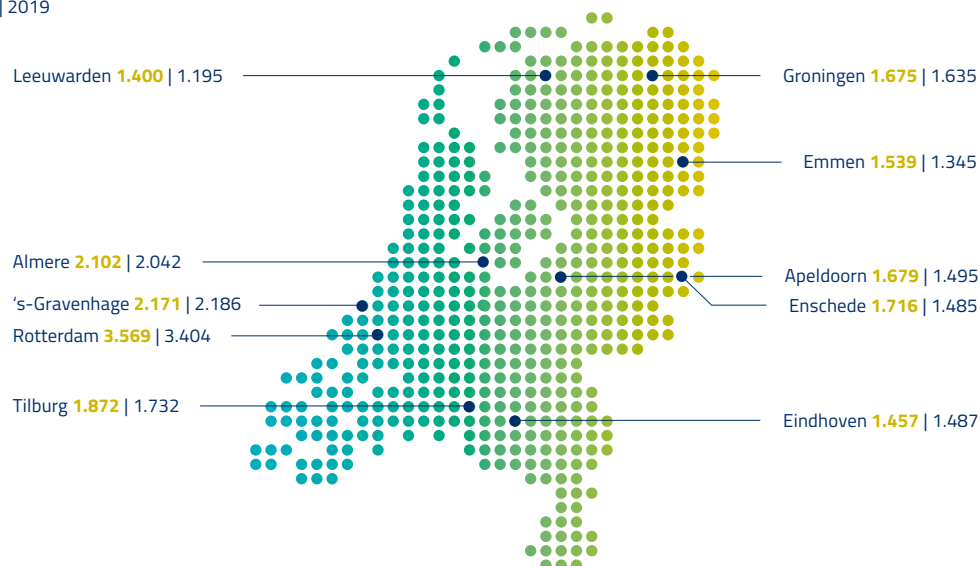 | 2019
Leeuwarden 1.400 | 1.195
Groningen 1.675 | 1.635
Emmen 1.539 | 1.345
Almere 2.102 | 2.042
Apeldoorn 1.679 | 1.495
's-Gravenhage 2.171 | 2.186
Enschede 1.716 | 1.485
Rotterdam 3.569 | 3.404
Tilburg 1.872 | 1.732
Eindhoven 1.457 | 1.487